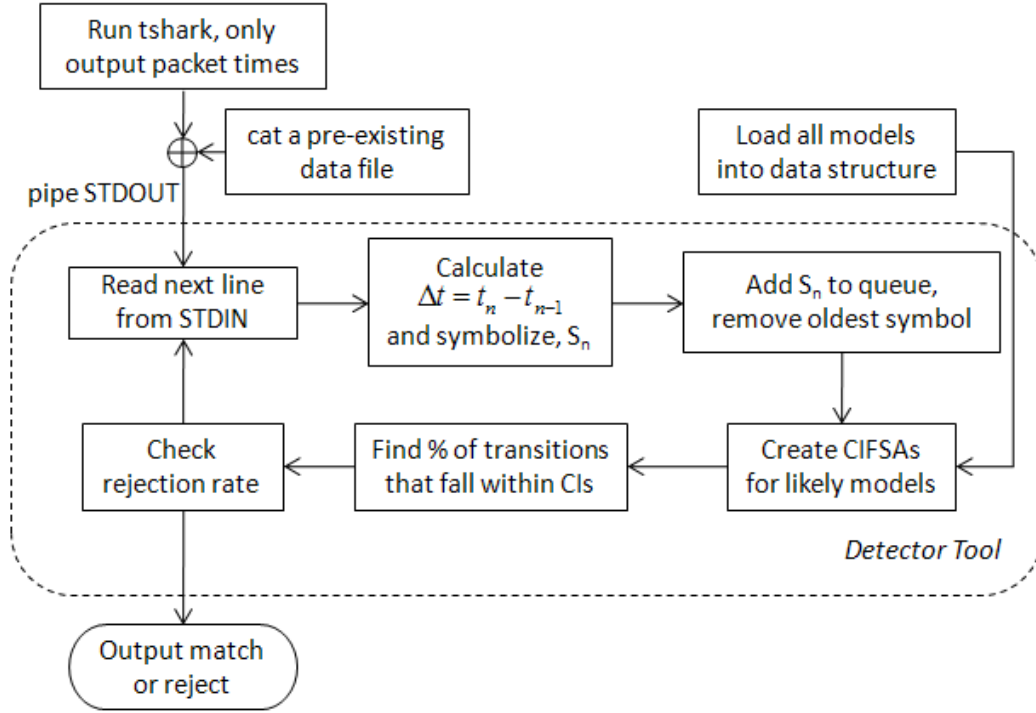 Run tshark, only
output packet times
cat a pre-existing
data file
Load all models
into data structure
pipe STDOUT
Read next line
from STDIN
Calculate
Δt = tₙ − tₙ₋₁
and symbolize, Sₙ
Add Sₙ to queue,
remove oldest symbol
Check
rejection rate
Find % of transitions
that fall within CIs
Create CIFSAs
for likely models
Detector Tool
Output match
or reject